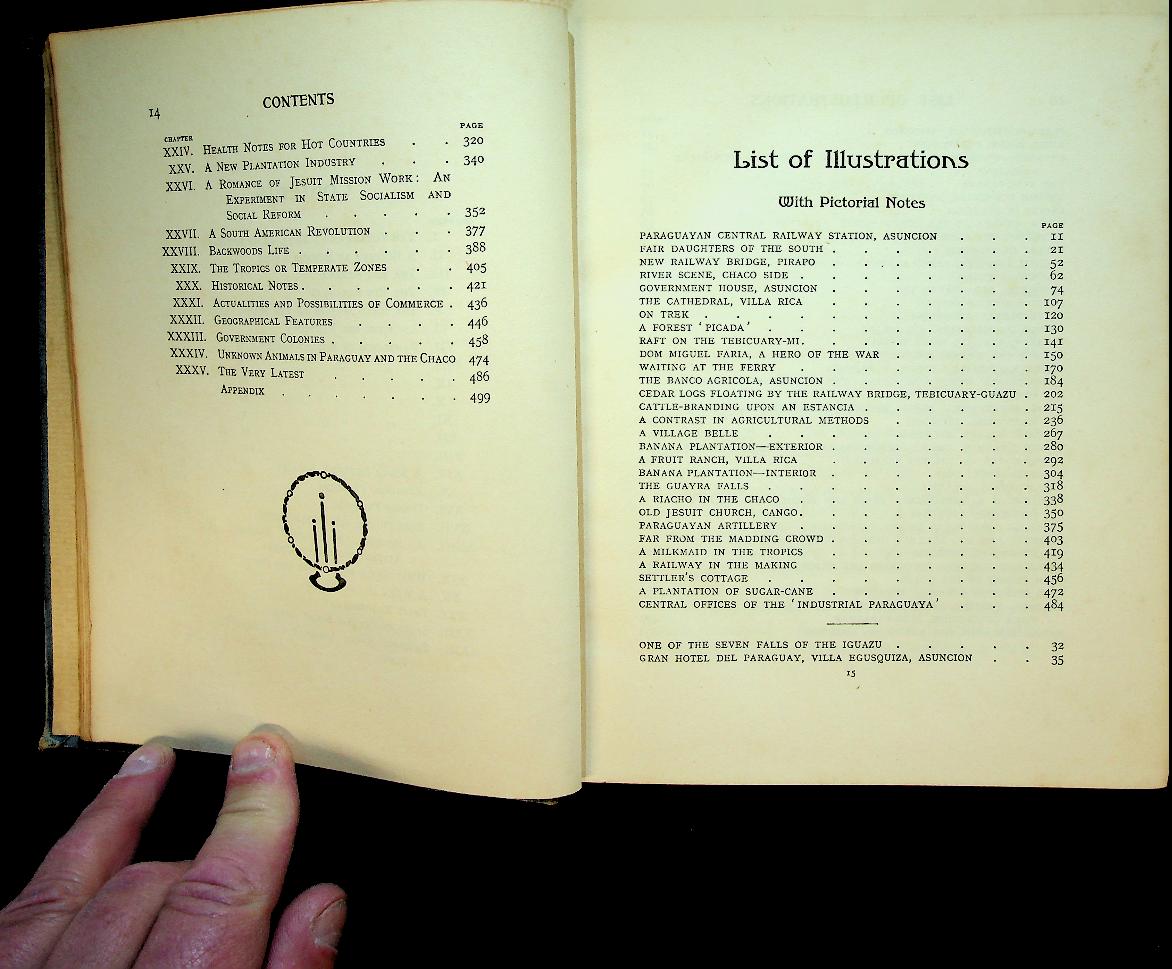 14
CONTENTS
CHAPTER PAGE
XXIV. HEALTH NOTES FOR HOT COUNTRIES . . 320
XXV. A NEW PLANTATION INDUSTRY . . . 340
XXVI. A ROMANCE OF JESUIT MISSION WORK: AN
EXPERIMENT IN STATE SOCIALISM AND
SOCIAL REFORM . . . . . 352
XXVII. A SOUTH AMERICAN REVOLUTION . . . 377
XXVIII. BACKWOODS LIFE . . . . . 388
XXIX. THE TROPICS OR TEMPERATE ZONES . . 405
XXX. HISTORICAL NOTES . . . . . 421
XXXI. ACTUALITIES AND POSSIBILITIES OF COMMERCE . 436
XXXII. GEOGRAPHICAL FEATURES . . . . 446
XXXIII. GOVERNMENT COLONIES . . . . . 458
XXXIV. UNKNOWN ANIMALS IN PARAGUAY AND THE CHACO 474
XXXV. THE VERY LATEST . . . . . 486
APPENDIX . . . . . . . 499
List of Illustrations
With Pictorial Notes
PAGE
PARAGUAYAN CENTRAL RAILWAY STATION, ASUNCION . . . 11
FAIR DAUGHTERS OF THE SOUTH . . . . . . . 21
NEW RAILWAY BRIDGE, PIRAPO . . . . . . . 52
RIVER SCENE, CHACO SIDE . . . . . . . . 62
GOVERNMENT HOUSE, ASUNCION . . . . . . . 74
THE CATHEDRAL, VILLA RICA . . . . . . . 107
ON TREK . . . . . . . . . . . 120
A FOREST 'PICADA' . . . . . . . . . 130
RAFT ON THE TEBICUARY-MI. . . . . . . . 141
DOM MIGUEL FARIA, A HERO OF THE WAR . . . . . 150
WAITING AT THE FERRY . . . . . . . . 170
THE BANCO AGRICOLA, ASUNCION . . . . . . . 184
CEDAR LOGS FLOATING BY THE RAILWAY BRIDGE, TEBICUARY-GUAZU . 202
CATTLE-BRANDING UPON AN ESTANCIA . . . . . . 215
A CONTRAST IN AGRICULTURAL METHODS . . . . . 236
A VILLAGE BELLE . . . . . . . . . 267
BANANA PLANTATION—EXTERIOR . . . . . . . 280
A FRUIT RANCH, VILLA RICA . . . . . . . 292
BANANA PLANTATION—INTERIOR . . . . . . . 304
THE GUAYRA FALLS . . . . . . . . . 318
A RIACHO IN THE CHACO . . . . . . . . 338
OLD JESUIT CHURCH, CANGO. . . . . . . . 350
PARAGUAYAN ARTILLERY . . . . . . . . 375
FAR FROM THE MADDING CROWD . . . . . . . 403
A MILKMAID IN THE TROPICS . . . . . . . 419
A RAILWAY IN THE MAKING . . . . . . . 434
SETTLER'S COTTAGE . . . . . . . . . 456
A PLANTATION OF SUGAR-CANE . . . . . . . 472
CENTRAL OFFICES OF THE 'INDUSTRIAL PARAGUAYA' . . . 484
ONE OF THE SEVEN FALLS OF THE IGUAZU . . . . . 32
GRAN HOTEL DEL PARAGUAY, VILLA EGUSQUIZA, ASUNCION . . 35
15